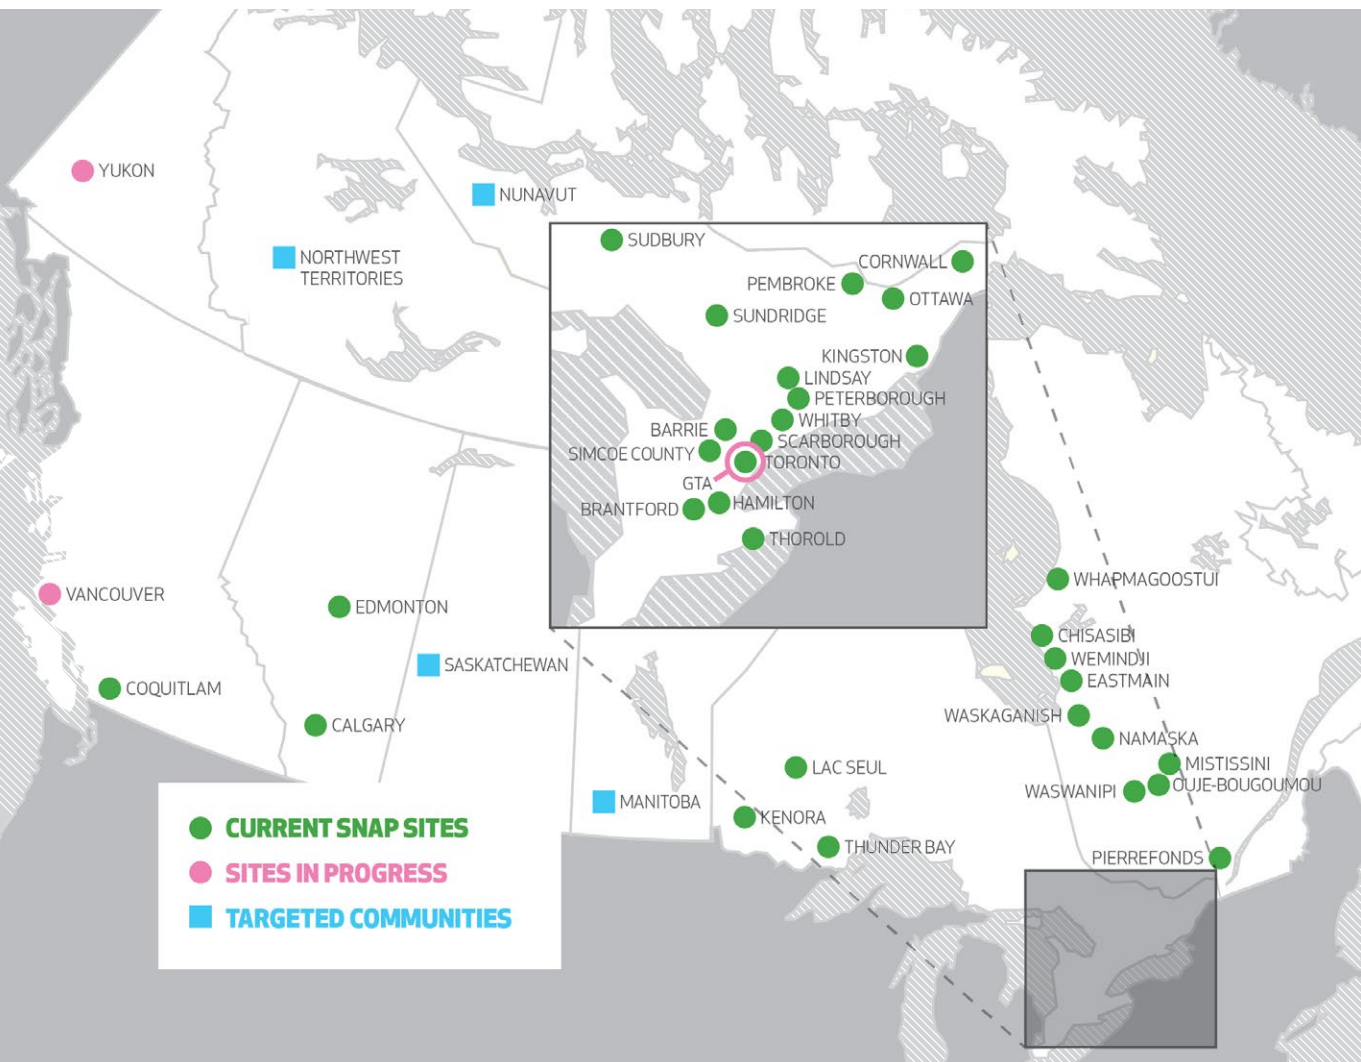 YUKON
NUNAVUT
NORTHWEST
TERRITORIES
SUDBURY
CORNWALL
PEMBROKE
OTTAWA
SUNDRIDGE
KINGSTON
LINDSAY
PETERBOROUGH
WHITBY
BARRIE
SCARBOROUGH
SIMCOE COUNTY
TORONTO
GTA
HAMILTON
BRANTFORD
THOROLD
WHAPMAGOOSTUI
VANCOUVER
EDMONTON
CHISASIBI
WEMINDJI
SASKATCHEWAN
EASTMAIN
COQUITLAM
WASKAGANISH
CALGARY
NAMASKA
MISTISSINI
LAC SEUL
OUJE-BOUGOUMOU
WASWANIPI
MANITOBA
KENORA
THUNDER BAY
PIERREFONDS
CURRENT SNAP SITES
SITES IN PROGRESS
TARGETED COMMUNITIES